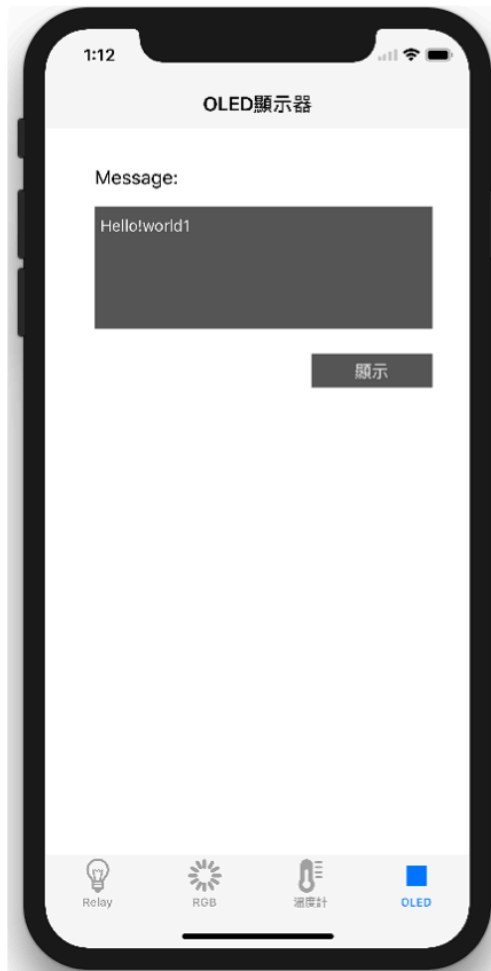 1:12
OLED顯示器
Message:
Hello!world1
顯示
Relay
RGB
溫度計
OLED